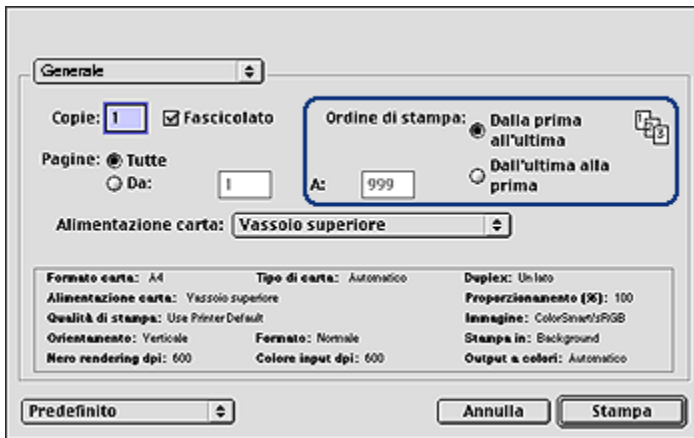 Generale
Copie: 1 Fascicolato Ordine di stampa: Dalla prima all'ultima
Pagine: Tutte
Da: 1 A: 999 Dall'ultima alla prima
Alimentazione carta: Vassoio superiore
Formato carta: A4 Tipo di carta: Automatico Duplex: Un lato
Alimentazione carta: Vassoio superiore Proporzionamento (%): 100
Qualità di stampa: Use Printer Default Immagine: ColorSmart/sRGB
Orientamento: Verticale Formato: Normale Stampa in: Background
Nero rendering dpi: 600 Colore input dpi: 600 Output a colori: Automatico
Predefinito Annulla Stampa